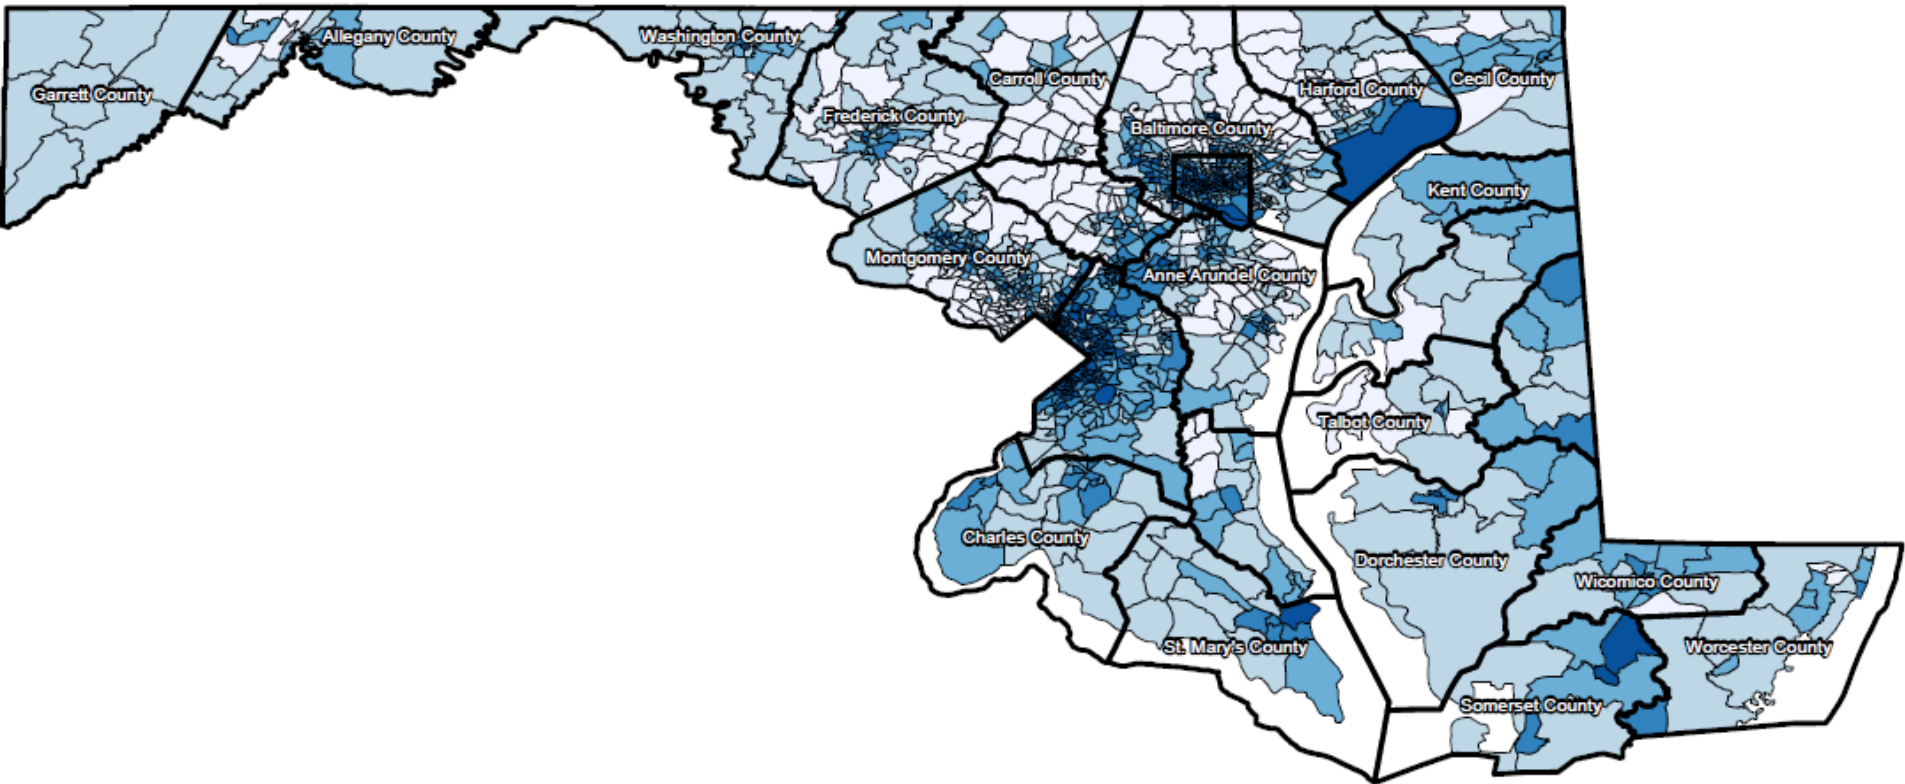 Garrett County
Allegany County
Washington County
Frederick County
Carroll County
Baltimore County
Harford County
Cecil County
Kent County
Montgomery County
Anne Arundel County
Talbot County
Charles County
Dorchester County
Wicomico County
St. Mary's County
Worcester County
Somerset County